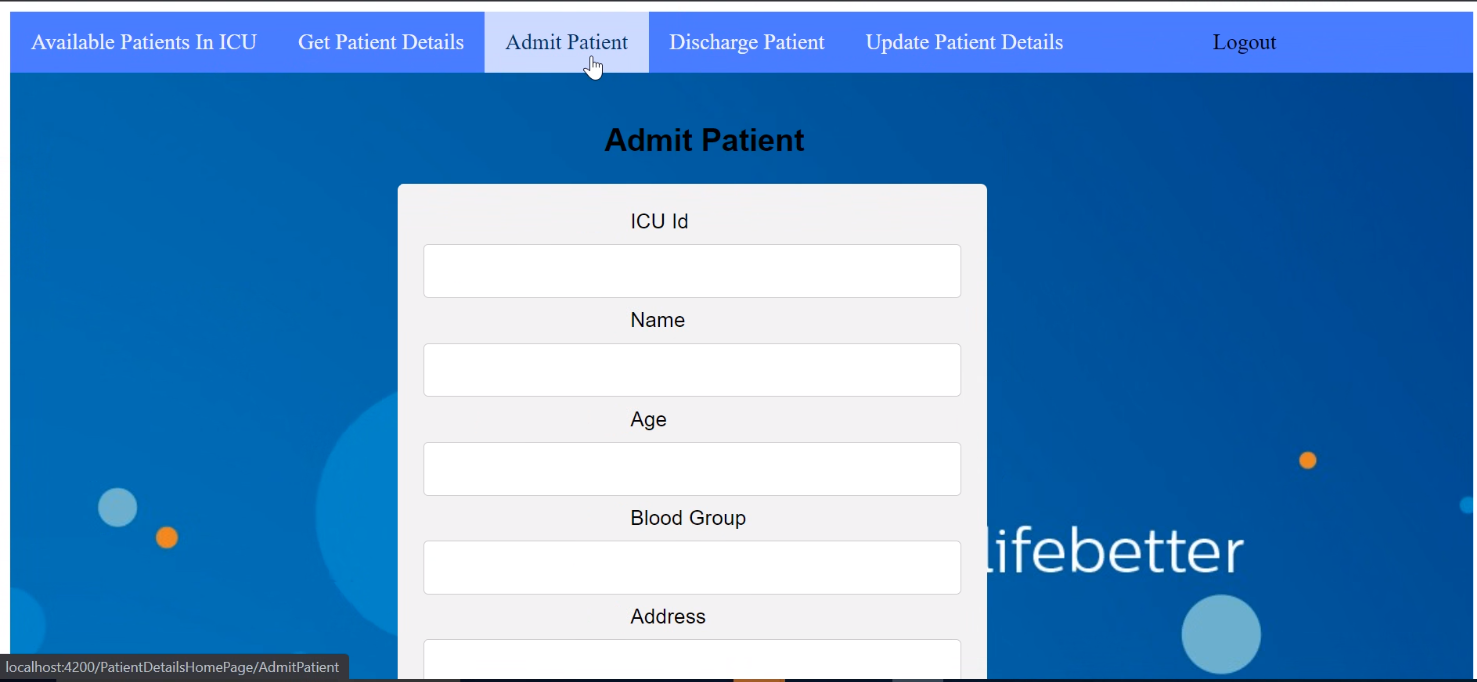 Available Patients In ICU Get Patient Details Admit Patient Discharge Patient Update Patient Details Logout
Admit Patient
ICU Id
Name
Age
Blood Group
lifebetter
Address
localhost:4200/PatientDetailsHomePage/AdmitPatient